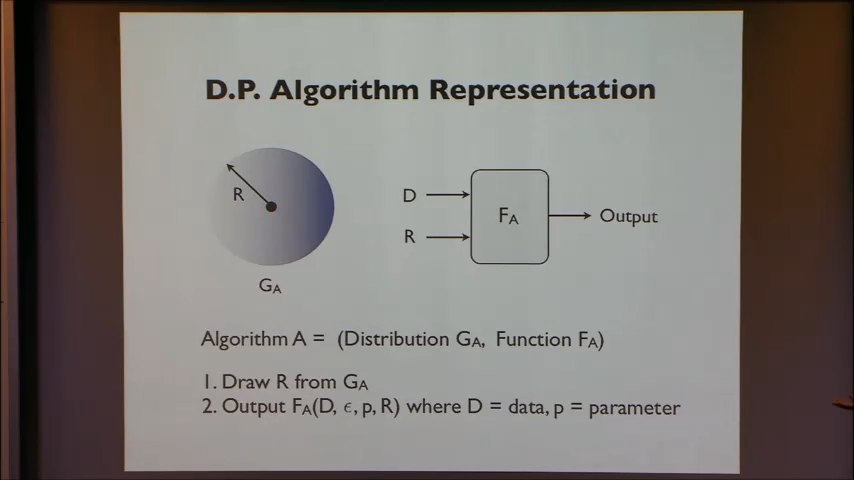 D.P. Algorithm Representation
R
D
R
FA
Output
GA
Algorithm A = (Distribution GA, Function FA)
1. Draw R from GA
2. Output FA(D, ϵ, p, R) where D = data, p = parameter